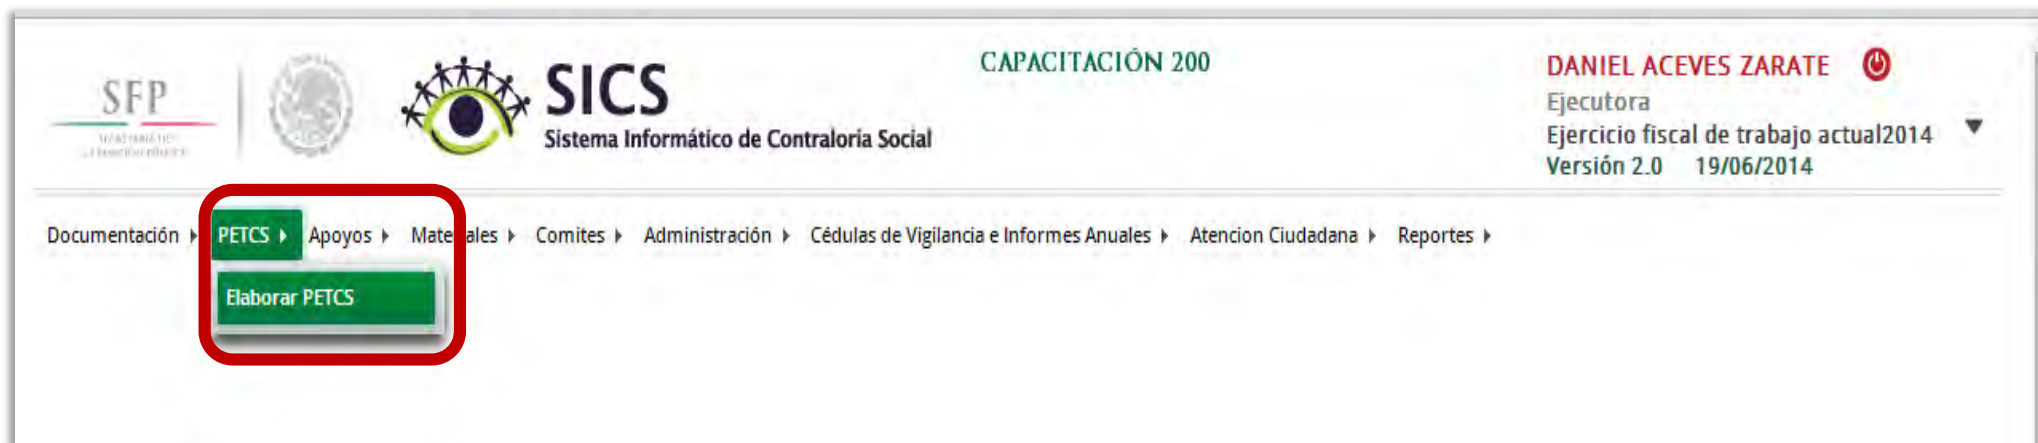 CAPACITACIÓN 200
DANIEL ACEVES ZARATE
SFP
SICS
Ejecutora
Sistema Informático de Contraloría Social
Ejercicio fiscal de trabajo actual2014
Versión 2.0 19/06/2014
Documentación PETCS Apoyos Materiales Comites Administración Cédulas de Vigilancia e Informes Anuales Atencion Ciudadana Reportes
Elaborar PETCS